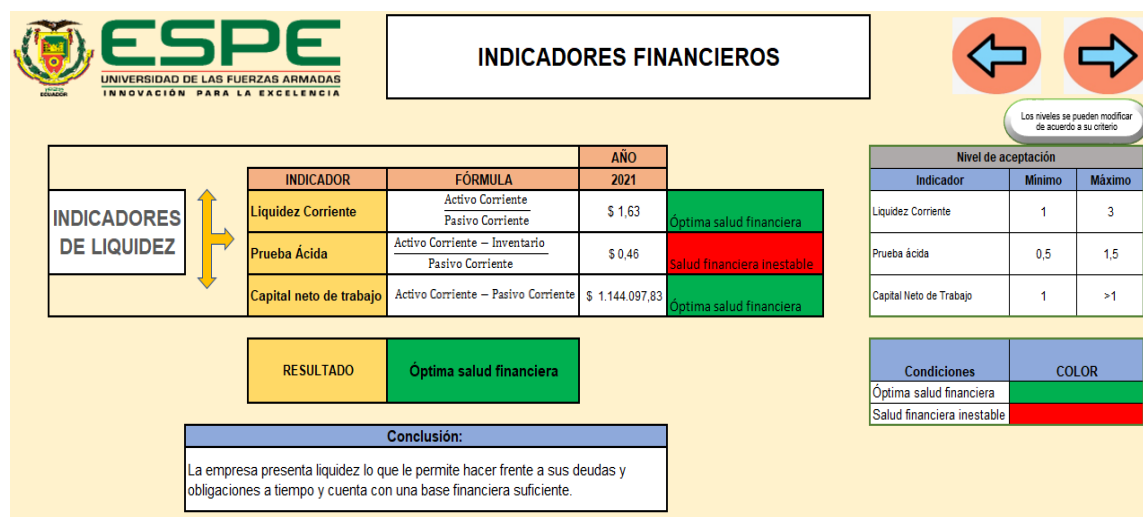 ESPE
UNIVERSIDAD DE LAS FUERZAS ARMADAS
INNOVACIÓN PARA LA EXCELENCIA
ECUADOR
INDICADORES FINANCIEROS
Los niveles se pueden modificar
de acuerdo a su criterio
AÑO
INDICADOR FÓRMULA 2021
INDICADORES
DE LIQUIDEZ
Liquidez Corriente
Activo Corriente
Pasivo Corriente
$ 1,63
Óptima salud financiera
Prueba Ácida
Activo Corriente − Inventario
Pasivo Corriente
$ 0,46
Salud financiera inestable
Capital neto de trabajo
Activo Corriente − Pasivo Corriente
$ 1.144.097,83
Óptima salud financiera
Nivel de aceptación
Indicador Mínimo Máximo
Liquidez Corriente 1 3
Prueba ácida 0,5 1,5
Capital Neto de Trabajo 1 >1
RESULTADO
Óptima salud financiera
Condiciones COLOR
Óptima salud financiera
Salud financiera inestable
Conclusión:
La empresa presenta liquidez lo que le permite hacer frente a sus deudas y
obligaciones a tiempo y cuenta con una base financiera suficiente.